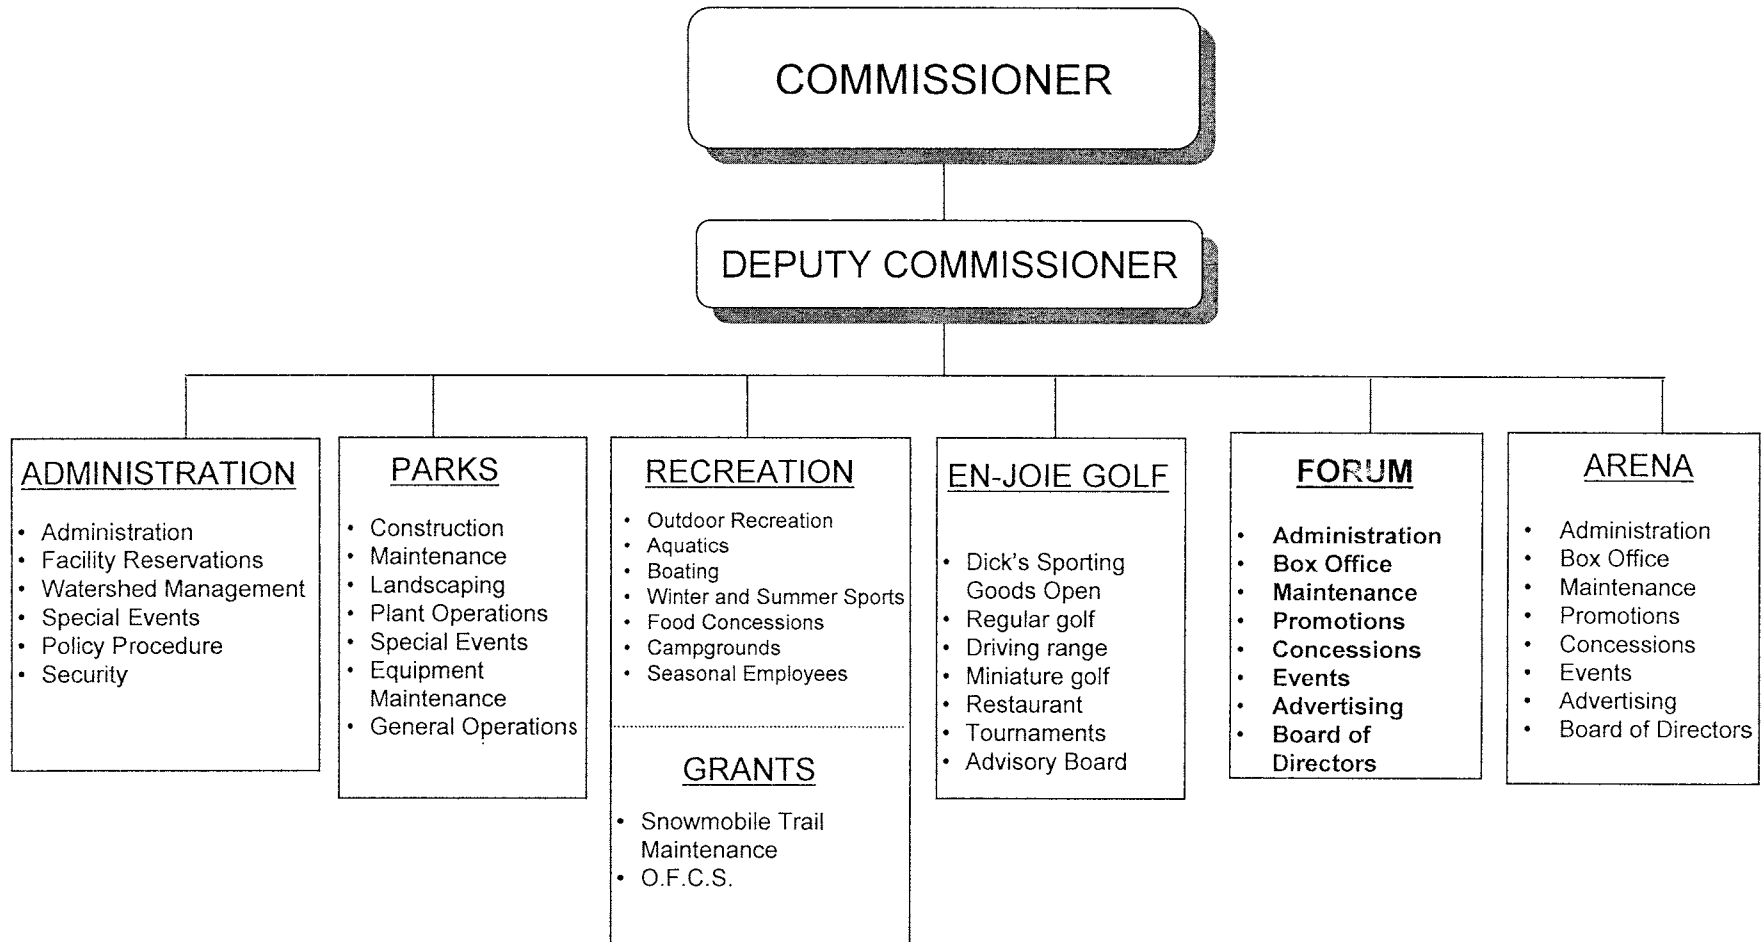 COMMISSIONER
DEPUTY COMMISSIONER
ADMINISTRATION
• Administration
• Facility Reservations
• Watershed Management
• Special Events
• Policy Procedure
• Security
PARKS
• Construction
• Maintenance
• Landscaping
• Plant Operations
• Special Events
• Equipment
Maintenance
• General Operations
RECREATION
• Outdoor Recreation
• Aquatics
• Boating
• Winter and Summer Sports
• Food Concessions
• Campgrounds
• Seasonal Employees
GRANTS
• Snowmobile Trail
Maintenance
• O.F.C.S.
EN-JOIE GOLF
• Dick's Sporting
Goods Open
• Regular golf
• Driving range
• Miniature golf
• Restaurant
• Tournaments
• Advisory Board
FORUM
• Administration
• Box Office
• Maintenance
• Promotions
• Concessions
• Events
• Advertising
• Board of
Directors
ARENA
• Administration
• Box Office
• Maintenance
• Promotions
• Concessions
• Events
• Advertising
• Board of Directors